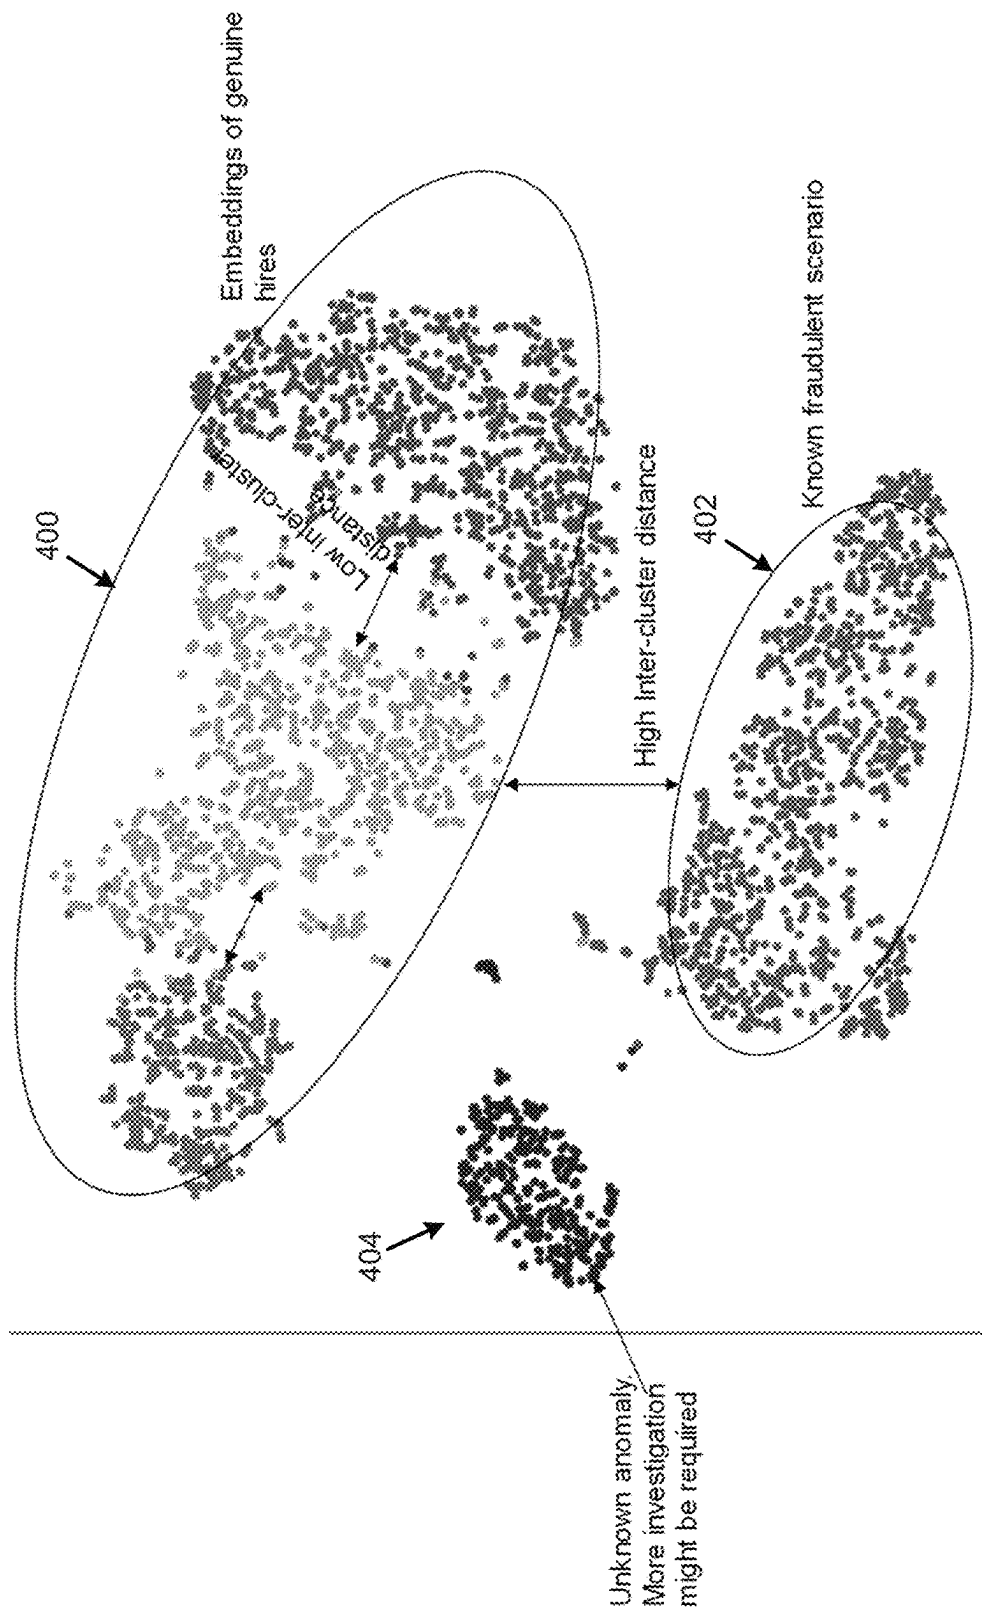 400
Embeddings of genuine
hires
Low inter-cluster
distance
High Inter-cluster distance
402
Known fraudulent scenario
404
Unknown anomaly.
More investigation
might be required